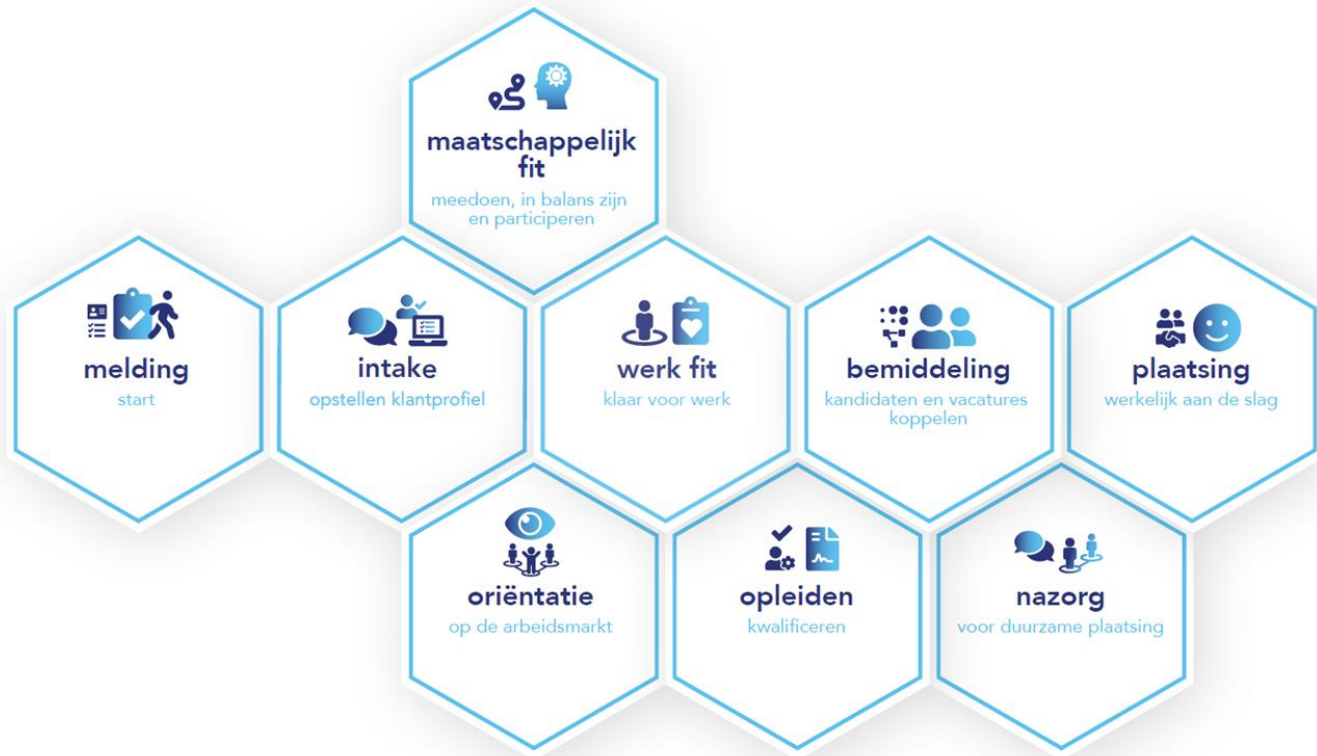 maatschappelijk
fit
meedoen, in balans zijn
en participeren
melding
start
intake
opstellen klantprofiel
werk fit
klaar voor werk
bemiddeling
kandidaten en vacatures
koppelen
plaatsing
werkelijk aan de slag
oriëntatie
op de arbeidsmarkt
opleiden
kwalificeren
nazorg
voor duurzame plaatsing